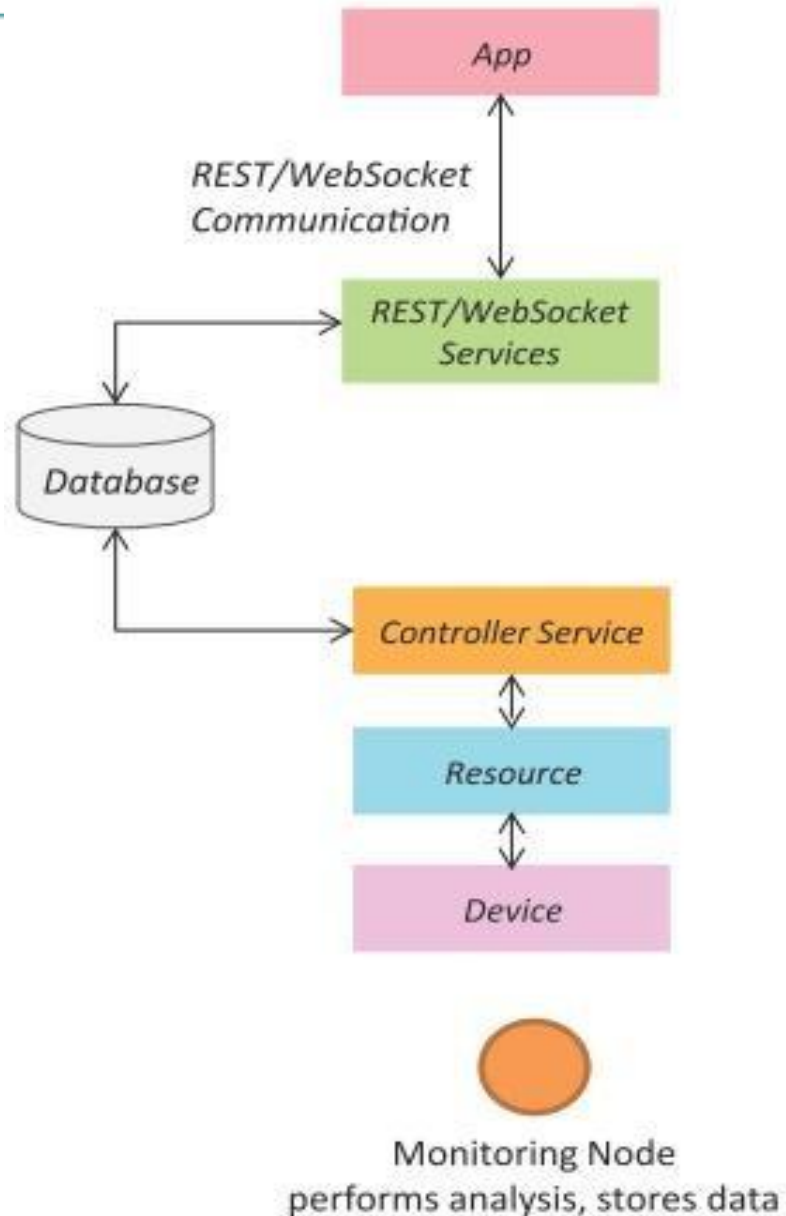 App
REST/WebSocket
Communication
REST/WebSocket
Services
Database
Controller Service
Resource
Device
Monitoring Node
performs analysis, stores data